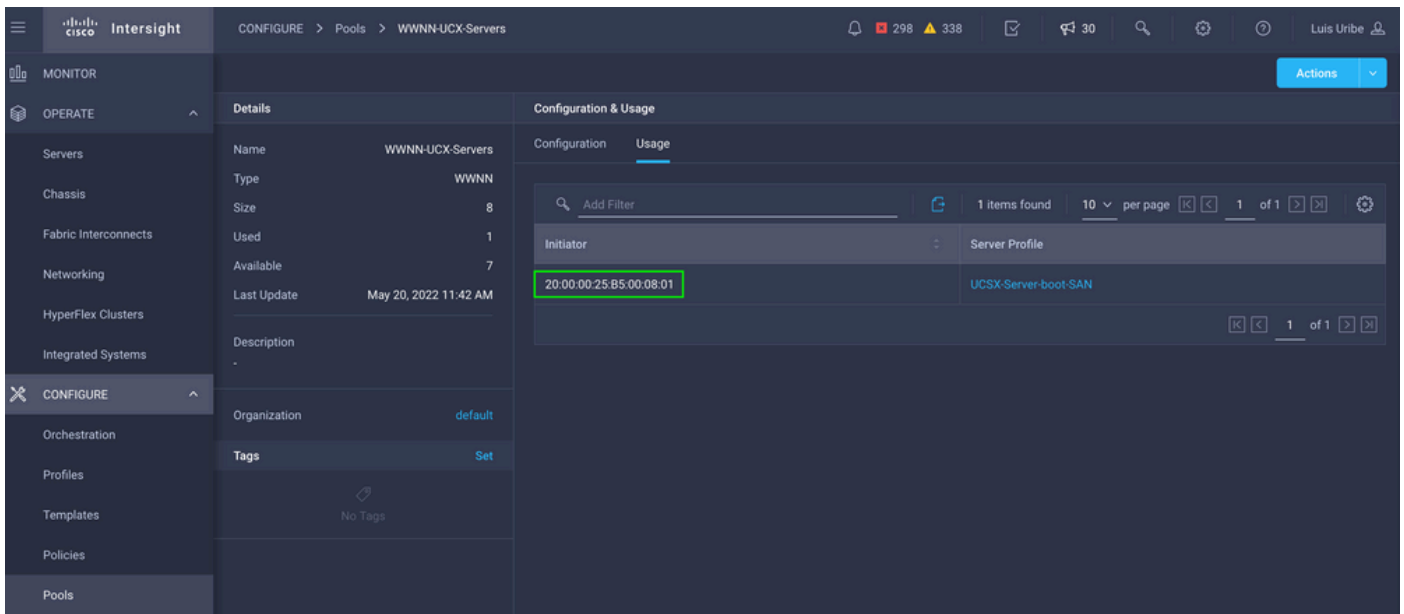 cisco Intersight
CONFIGURE > Pools > WWNN-UCX-Servers
298 338
30
Luis Uribe
MONITOR
Actions
OPERATE
Servers
Chassis
Fabric Interconnects
Networking
HyperFlex Clusters
Integrated Systems
CONFIGURE
Orchestration
Profiles
Templates
Policies
Pools
Details
Name WWNN-UCX-Servers
Type WWNN
Size 8
Used 1
Available 7
Last Update May 20, 2022 11:42 AM
Description
-
Organization default
Tags Set
No Tags
Configuration & Usage
Configuration Usage
Add Filter 1 items found 10 per page 1 of 1
Initiator Server Profile
20:00:00:25:B5:00:08:01 UCSX-Server-boot-SAN
1 of 1